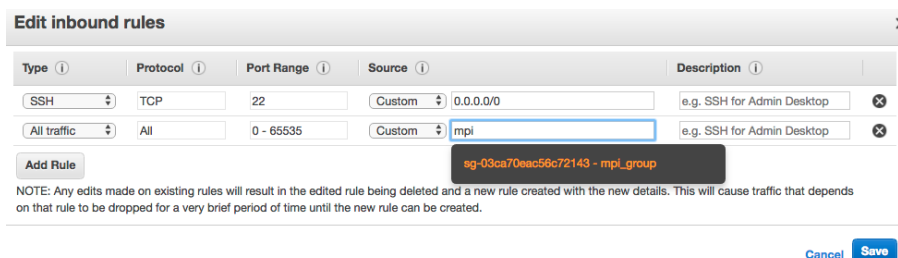 Edit inbound rules
Type i Protocol i Port Range i Source i Description i
SSH TCP 22 Custom 0.0.0.0/0 e.g. SSH for Admin Desktop
All traffic All 0 - 65535 Custom mpi e.g. SSH for Admin Desktop
sg-03ca70eac56c72143 - mpi_group
Add Rule
NOTE: Any edits made on existing rules will result in the edited rule being deleted and a new rule created with the new details. This will cause traffic that depends
on that rule to be dropped for a very brief period of time until the new rule can be created.
Cancel Save